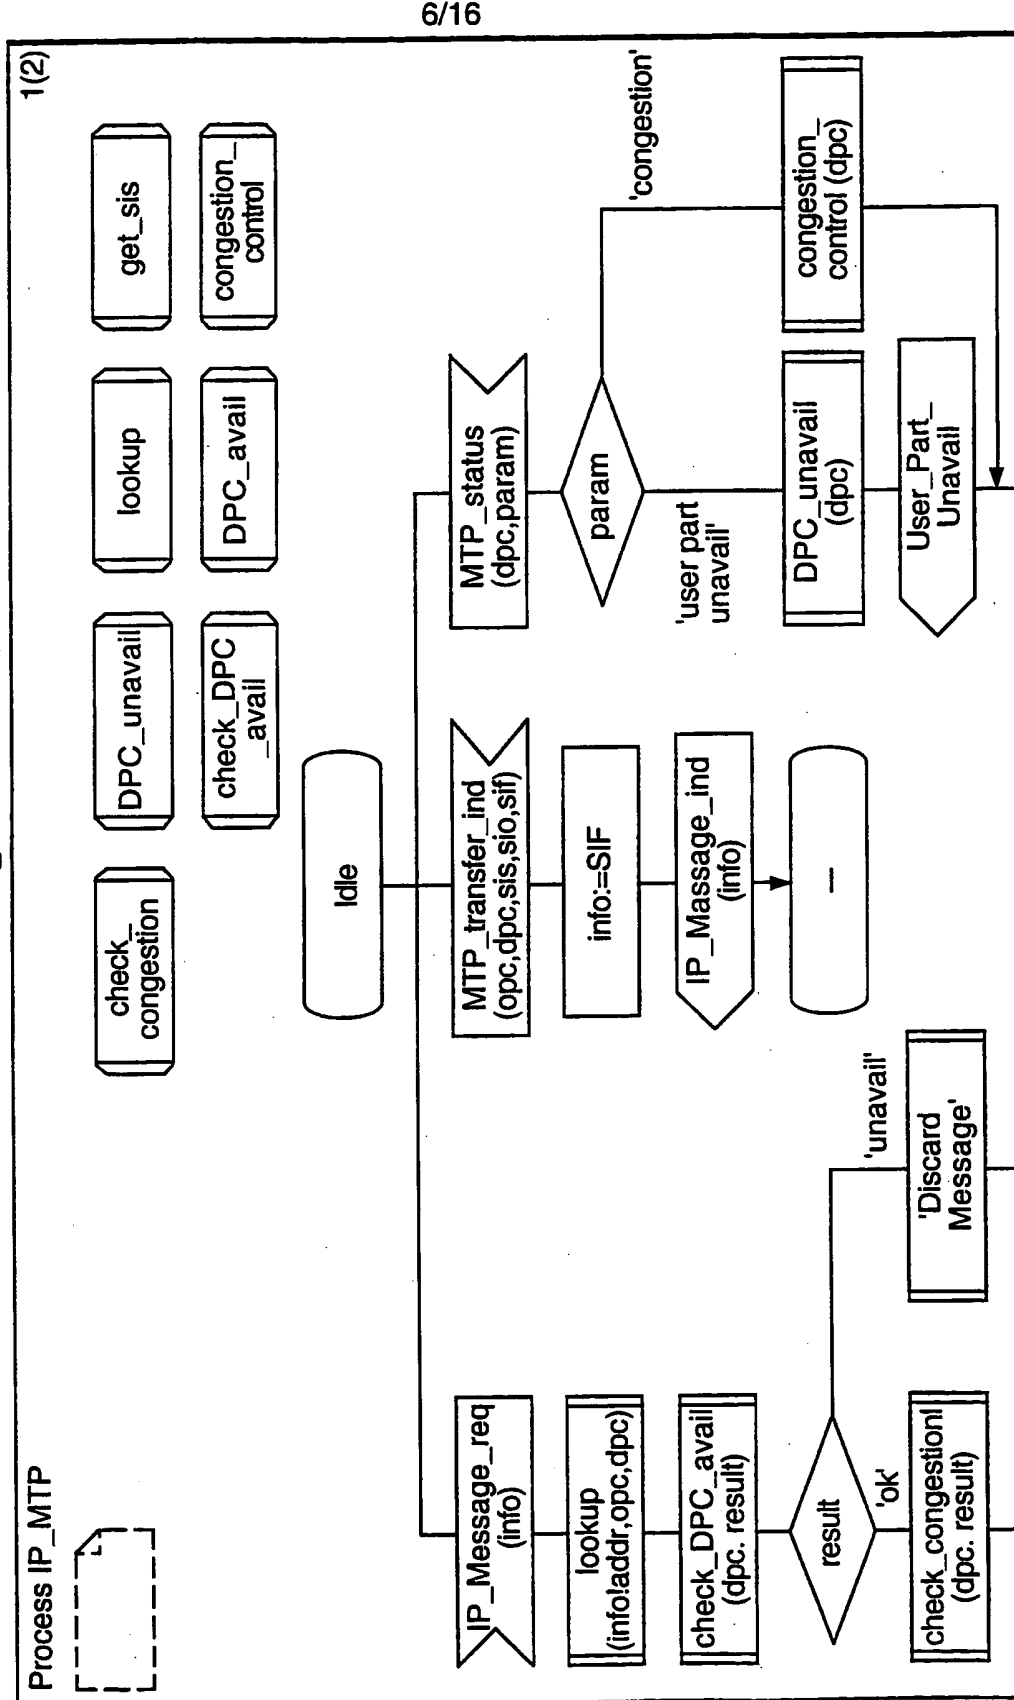 6/16
Process IP_MTP
1(2)
check_
congestion
DPC_unavail
lookup
get_sis
check_DPC
_avail
DPC_avail
congestion_
control
Idle
IP_Message_req
(info)
MTP_transfer_ind
(opc,dpc,sis,sio,sif)
MTP_status
(dpc,param)
lookup
(info!addr,opc,dpc)
info:=SIF
param
'congestion'
check_DPC_avail
(dpc. result)
IP_Massage_ind
(info)
'user part
unavail'
result
'unavail'
–
DPC_unavail
(dpc)
congestion_
control (dpc)
'ok'
check_congestionl
(dpc. result)
'Discard
Message'
User_Part_
Unavail